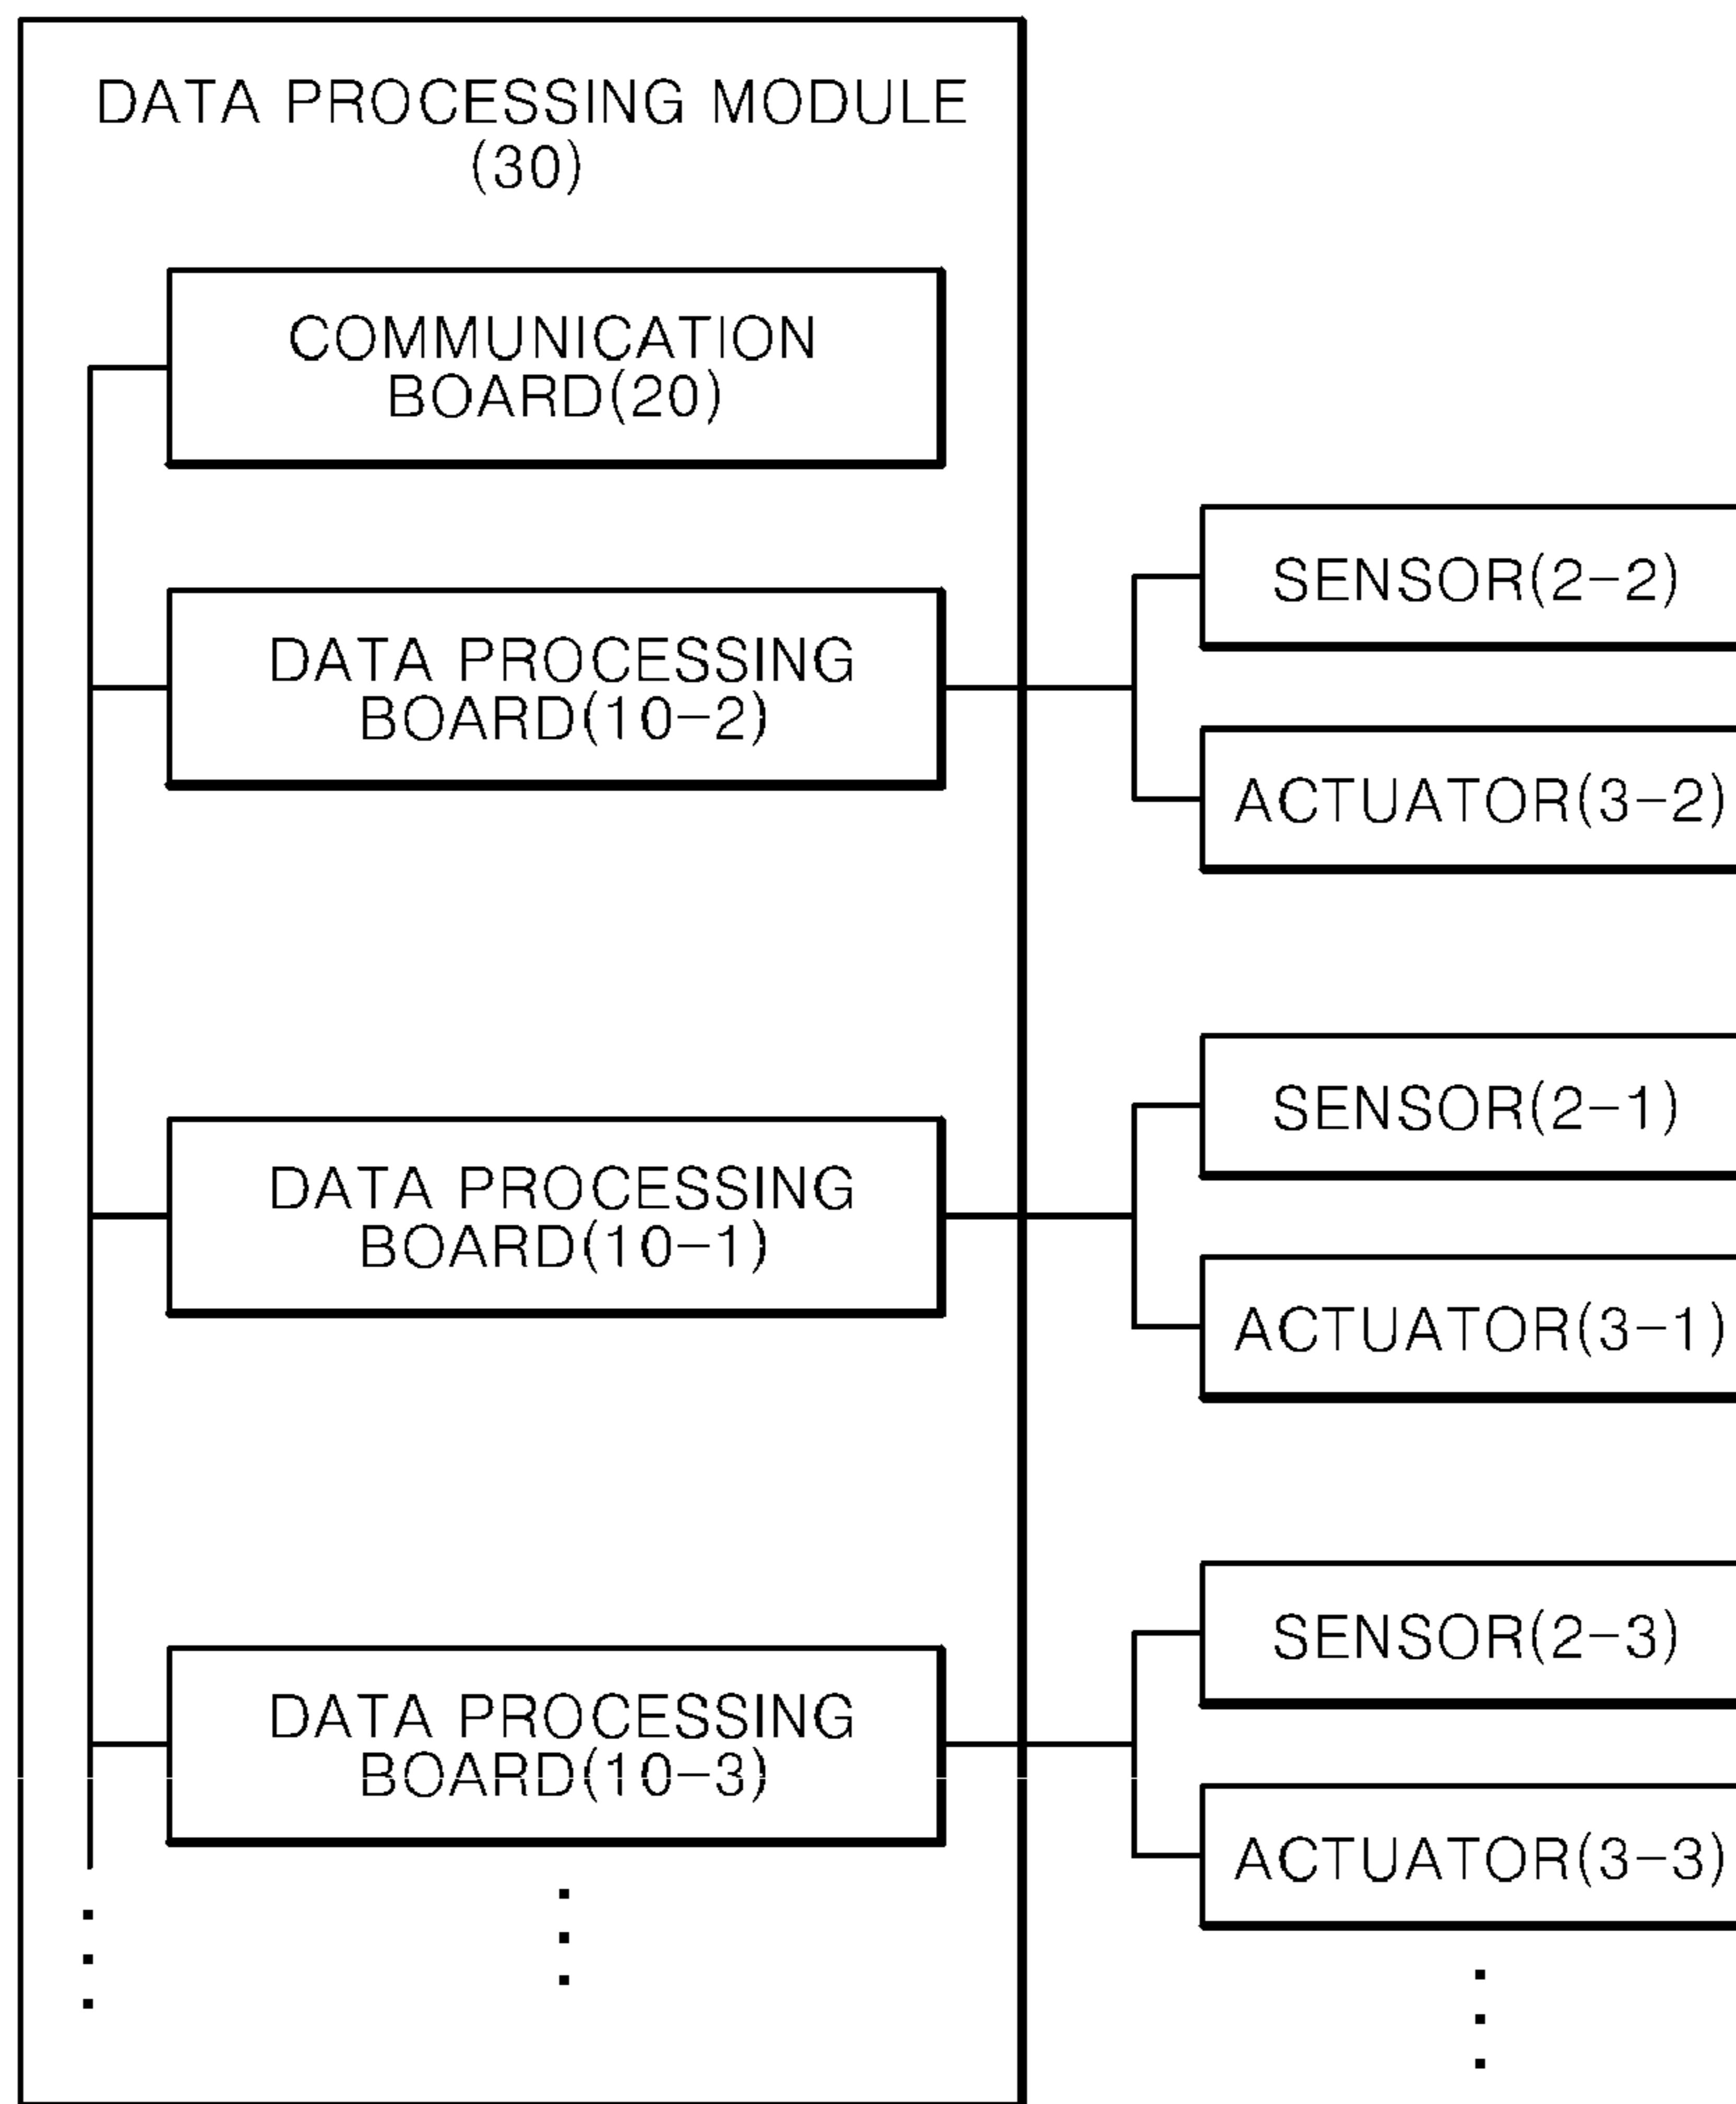 DATA PROCESSING MODULE
(30)
COMMUNICATION
BOARD(20)
DATA PROCESSING
BOARD(10-2)
SENSOR(2-2)
ACTUATOR(3-2)
DATA PROCESSING
BOARD(10-1)
SENSOR(2-1)
ACTUATOR(3-1)
DATA PROCESSING
BOARD(10-3)
SENSOR(2-3)
ACTUATOR(3-3)